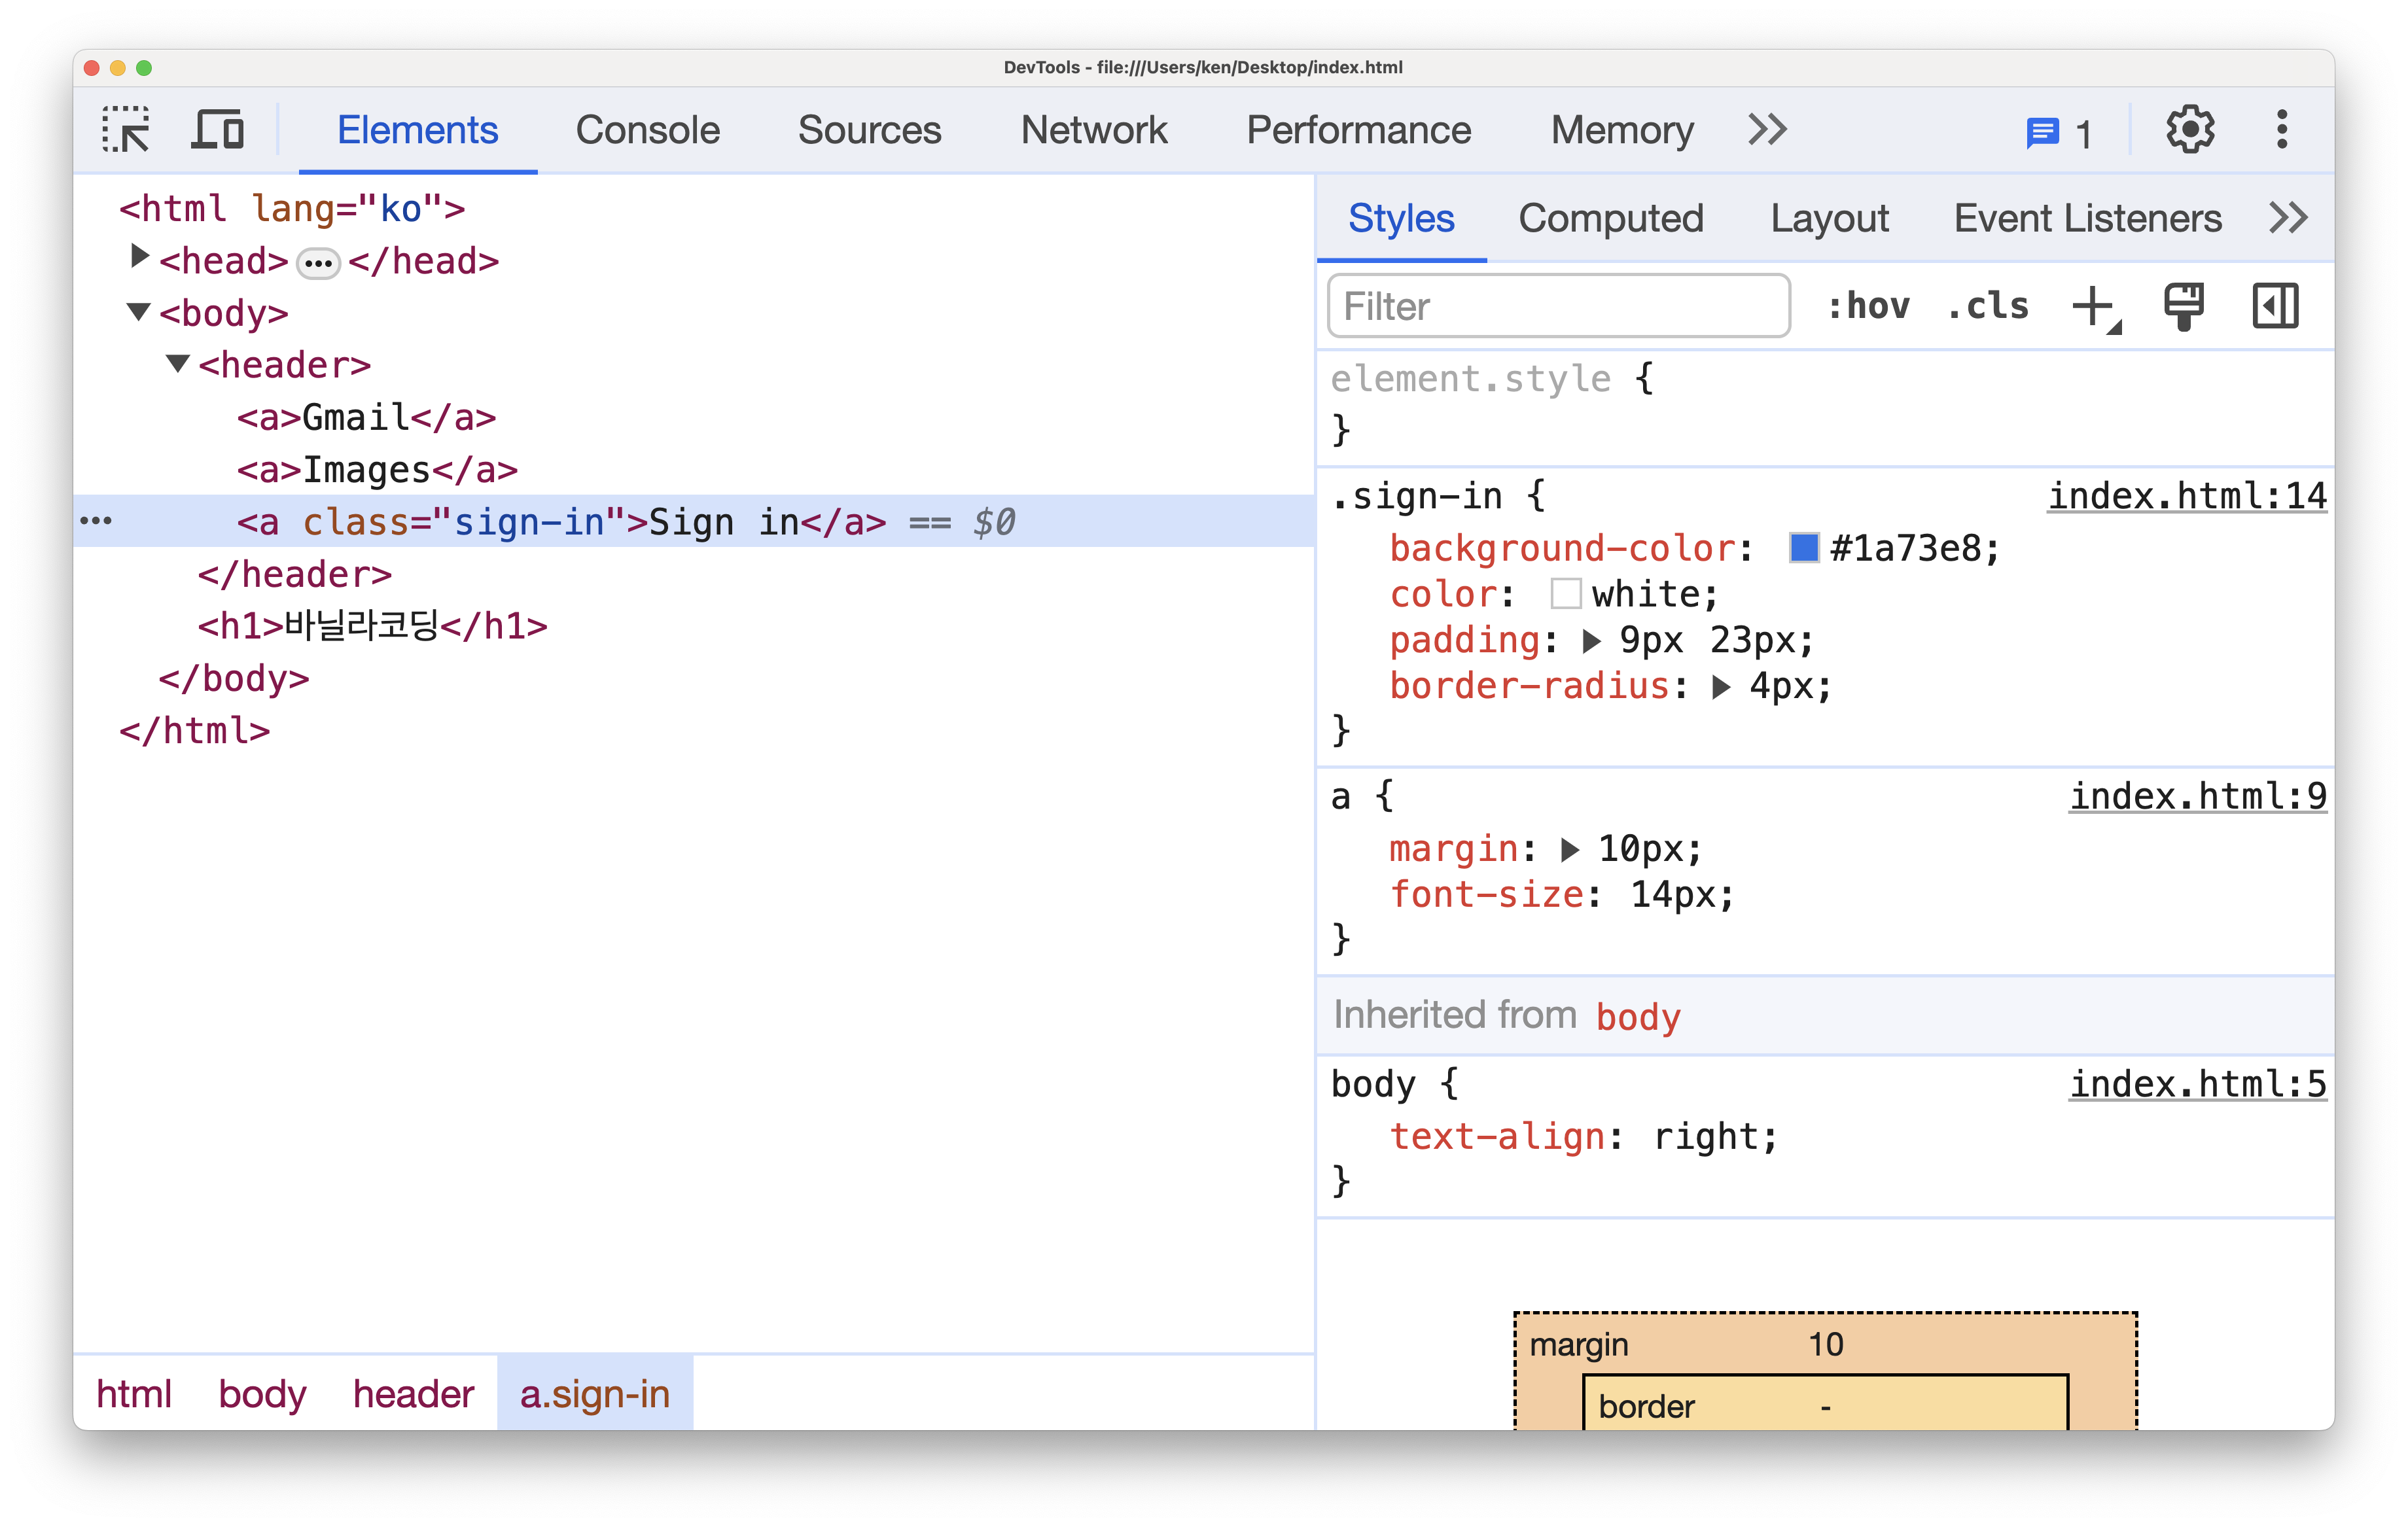 DevTools - file:///Users/ken/Desktop/index.html
Elements Console Sources Network Performance Memory 1
<html lang="ko">
<head> ••• </head>
<body>
<header>
<a>Gmail</a>
<a>Images</a>
••• <a class="sign-in">Sign in</a> == $0
</header>
<h1>바닐라코딩</h1>
</body>
</html>
html body header a.sign-in
Styles Computed Layout Event Listeners
Filter :hov .cls
element.style {
}
.sign-in { index.html:14
background-color: #1a73e8;
color: white;
padding: 9px 23px;
border-radius: 4px;
}
a { index.html:9
margin: 10px;
font-size: 14px;
}
Inherited from body
body { index.html:5
text-align: right;
}
margin 10
border -